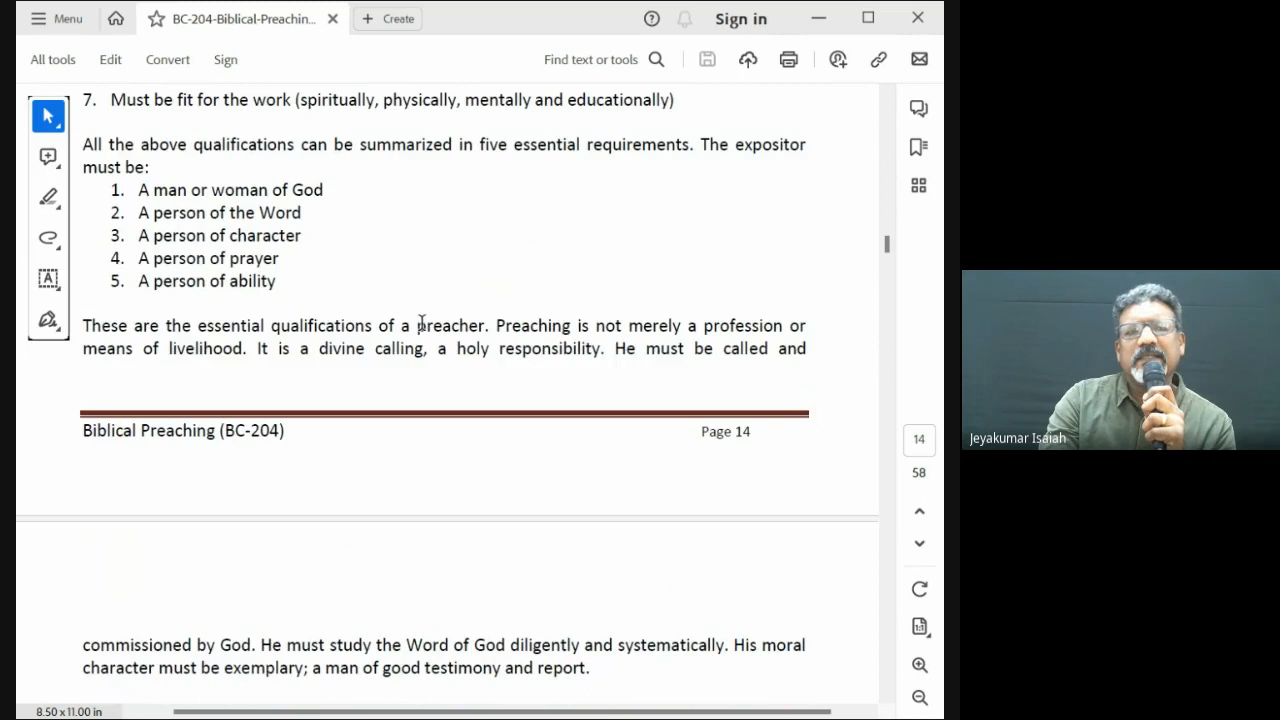 Menu
BC-204-Biblical-Preachin...
Create
Sign in
All tools
Edit
Convert
Sign
Find text or tools
7. Must be fit for the work (spiritually, physically, mentally and educationally)
All the above qualifications can be summarized in five essential requirements. The expositor
must be:
1. A man or woman of God
2. A person of the Word
3. A person of character
4. A person of prayer
5. A person of ability
These are the essential qualifications of a preacher. Preaching is not merely a profession or
means of livelihood. It is a divine calling, a holy responsibility. He must be called and
Biblical Preaching (BC-204)
Page 14
commissioned by God. He must study the Word of God diligently and systematically. His moral
character must be exemplary; a man of good testimony and report.
8.50 x 11.00 in
14
58
Jeyakumar Isaiah